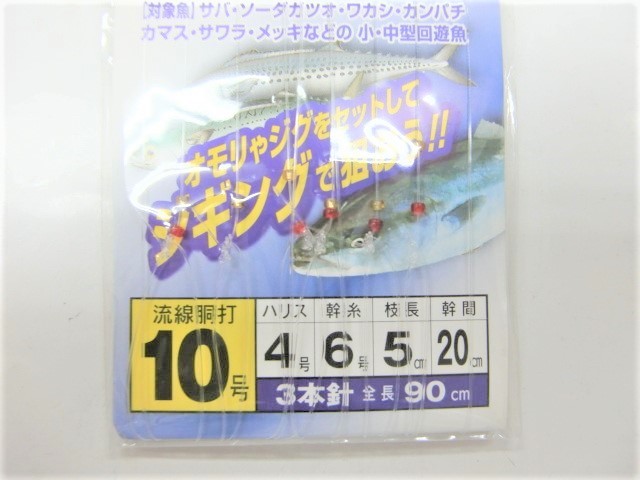 [対象魚] サバ・ソーダガツオ・ワカシ・カンパチ
カマス・サワラ・メッキなどの 小・中型回遊魚
オモリやジグをセットして
ジギングで狙おう!!
流線胴打
10号
ハリス 幹糸 枝長 幹間
4号 6号 5cm 20cm
3本針 全長 90cm